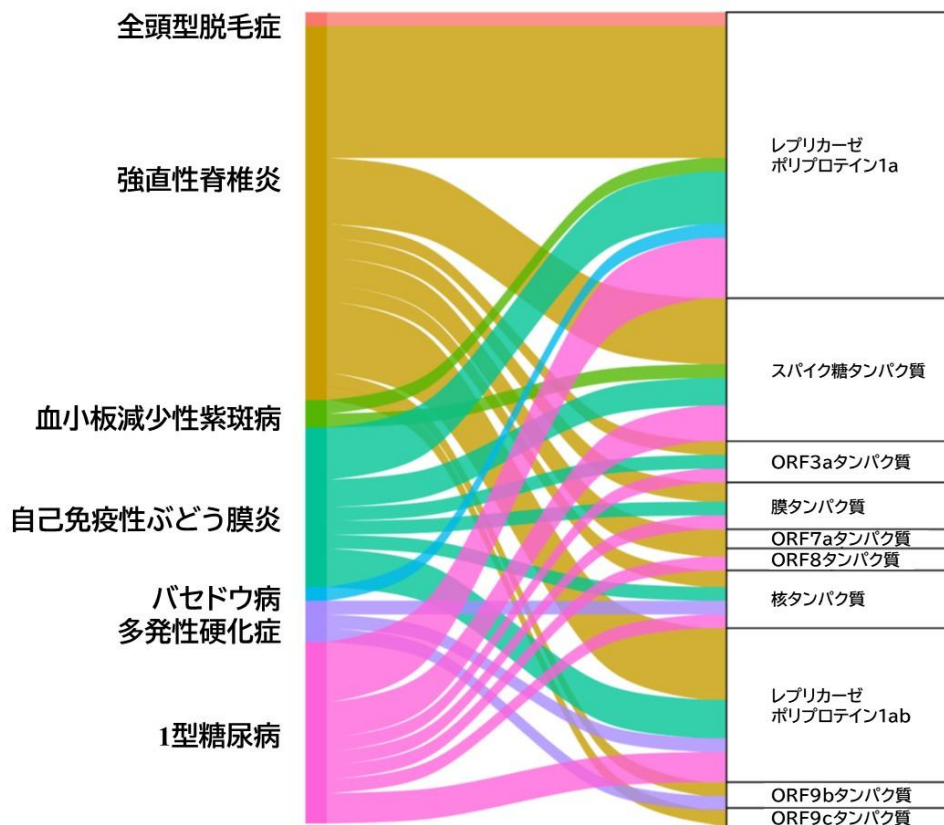 全頭型脱毛症
強直性脊椎炎
血小板減少性紫斑病
自己免疫性ぶどう膜炎
バセドウ病
多発性硬化症
1型糖尿病
レプリカーゼ
ポリプロテイン1a
スパイク糖タンパク質
ORF3aタンパク質
膜タンパク質
ORF7aタンパク質
ORF8タンパク質
核タンパク質
レプリカーゼ
ポリプロテイン1ab
ORF9bタンパク質
ORF9cタンパク質